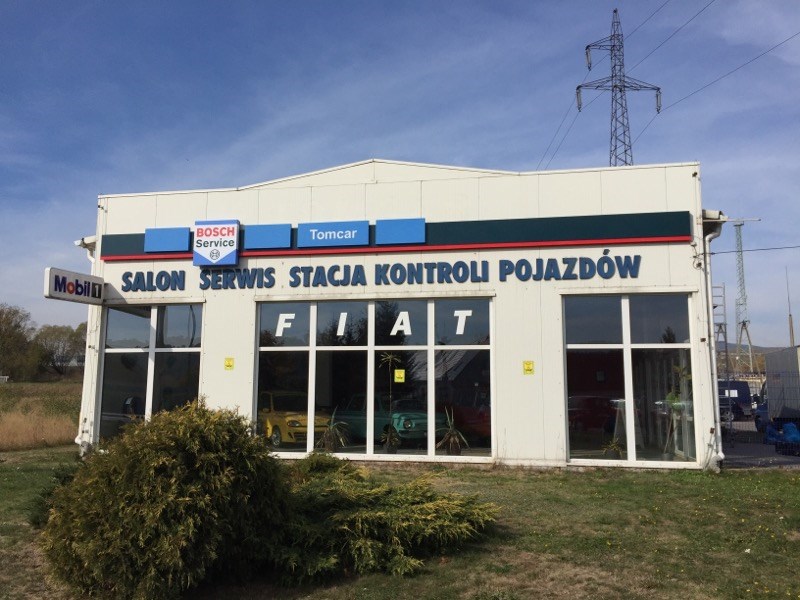 BOSCH
Service
Tomcar
Mobil 1
SALON SERWIS STACJA KONTROLI POJAZDÓW
FIAT